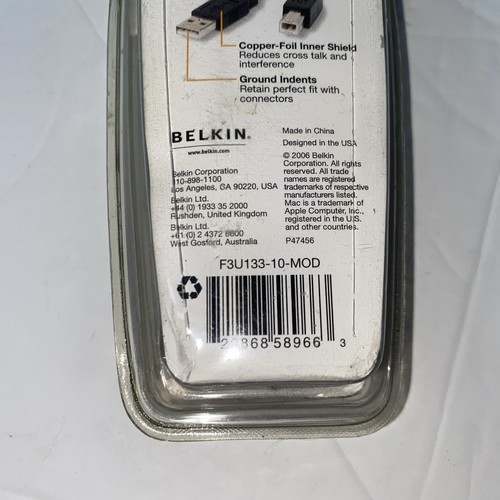 Copper-Foil Inner Shield
Reduces cross talk and
interference
Ground Indents
Retain perfect fit with
connectors
BELKIN.
www.belkin.com
Made in China
Designed in the USA
© 2006 Belkin
Corporation. All rights
reserved. All trade
names are registered
trademarks of respective
manufacturers listed.
Mac is a trademark of
Apple Computer, Inc.,
registered in the U.S.
and other countries.
P47456
Belkin Corporation
310-898-1100
Los Angeles, CA 90220, USA
Belkin Ltd.
+44 (0) 1933 35 2000
Rushden, United Kingdom
Belkin Ltd.
+61 (0) 2 4372 8600
West Gosford, Australia
F3U133-10-MOD
58966 3